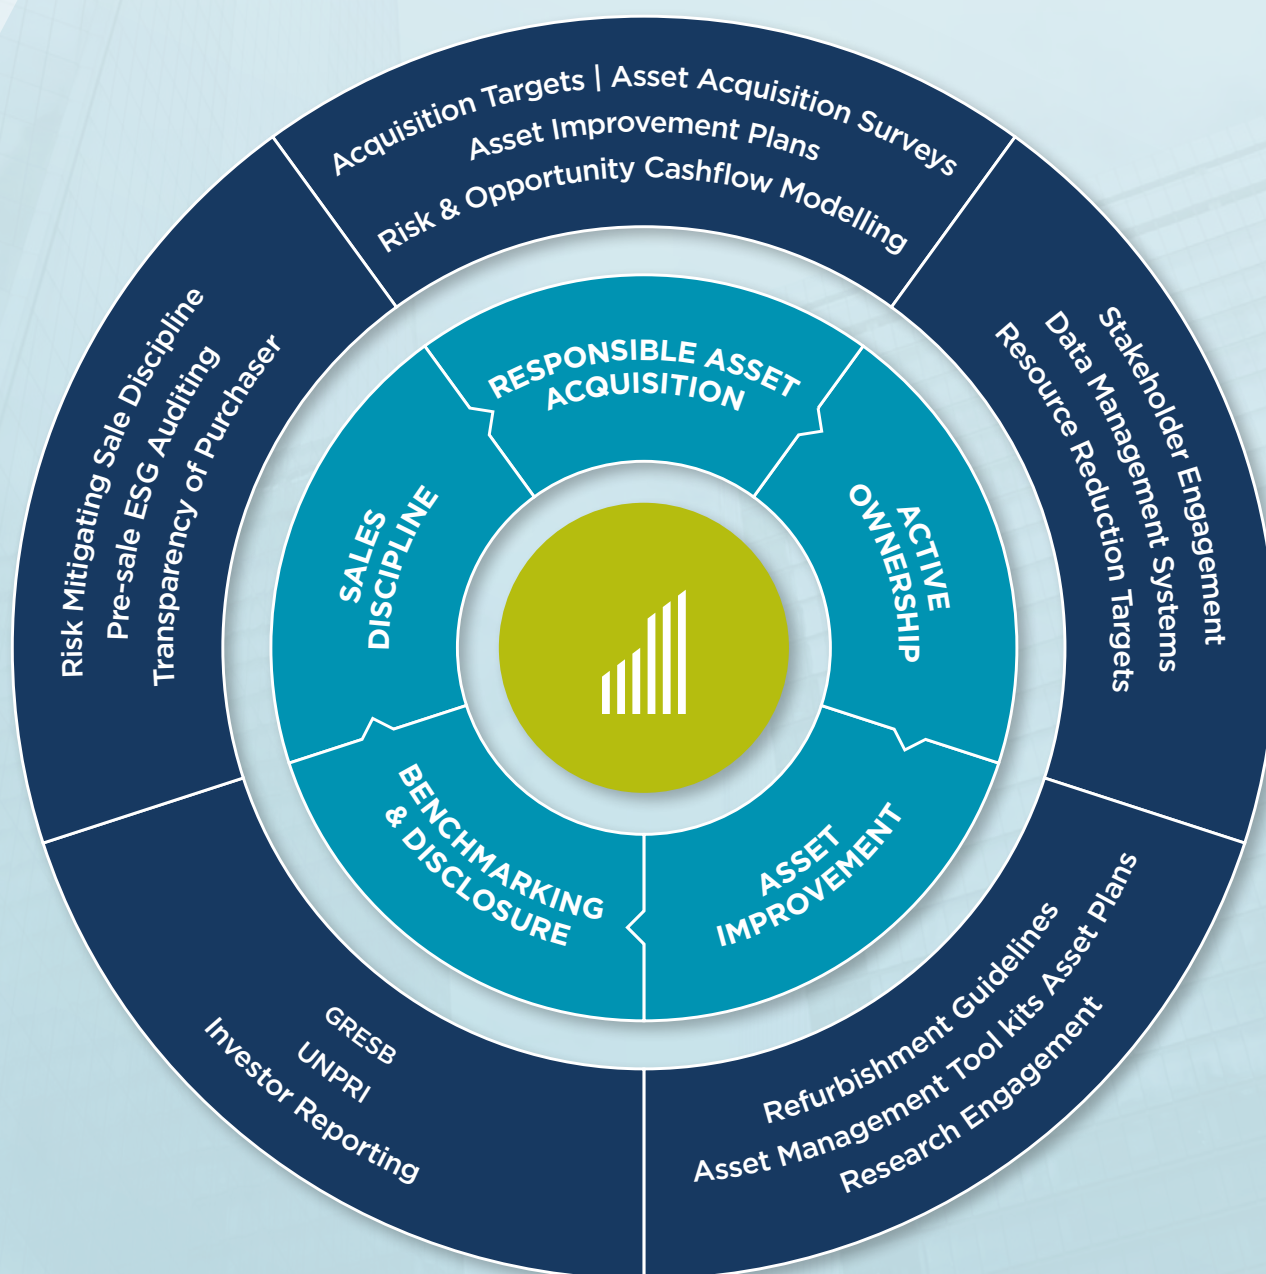 Acquisition Targets | Asset Acquisition Surveys
Asset Improvement Plans
Risk & Opportunity Cashflow Modelling
Stakeholder Engagement
Data Management Systems
Resource Reduction Targets
Refurbishment Guidelines
Asset Management Tool kits Asset Plans
Research Engagement
GRESB
UNPRI
Investor Reporting
Risk Mitigating Sale Discipline
Pre-sale ESG Auditing
Transparency of Purchaser
RESPONSIBLE ASSET
ACQUISITION
ACTIVE
OWNERSHIP
ASSET
IMPROVEMENT
BENCHMARKING
& DISCLOSURE
SALES
DISCIPLINE